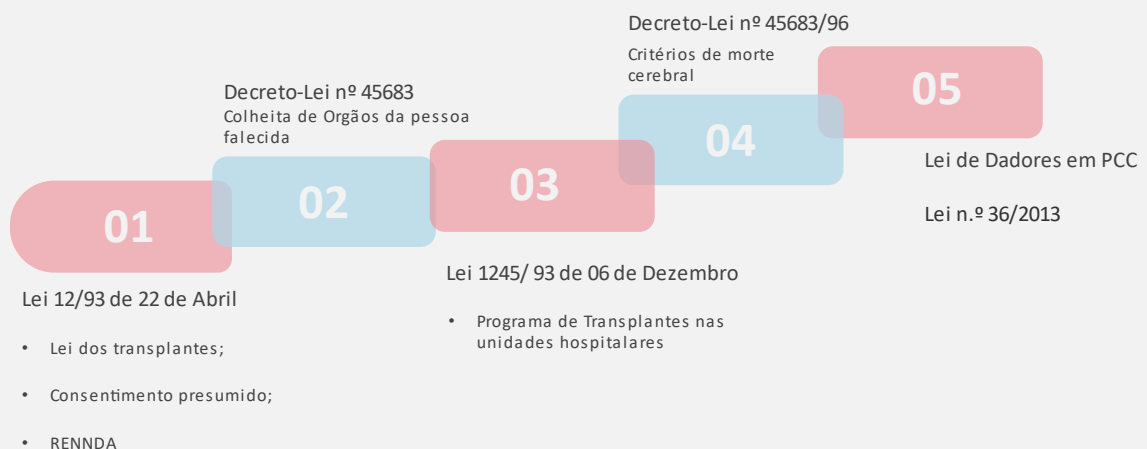 01
Lei 12/93 de 22 de Abril
• Lei dos transplantes;
• Consentimento presumido;
• RENNDA
Decreto-Lei nº 45683
Colheita de Orgãos da pessoa
falecida
02
03
Lei 1245/ 93 de 06 de Dezembro
• Programa de Transplantes nas
unidades hospitalares
Decreto-Lei nº 45683/96
Critérios de morte
cerebral
04
05
Lei de Dadores em PCC
Lei n.º 36/2013